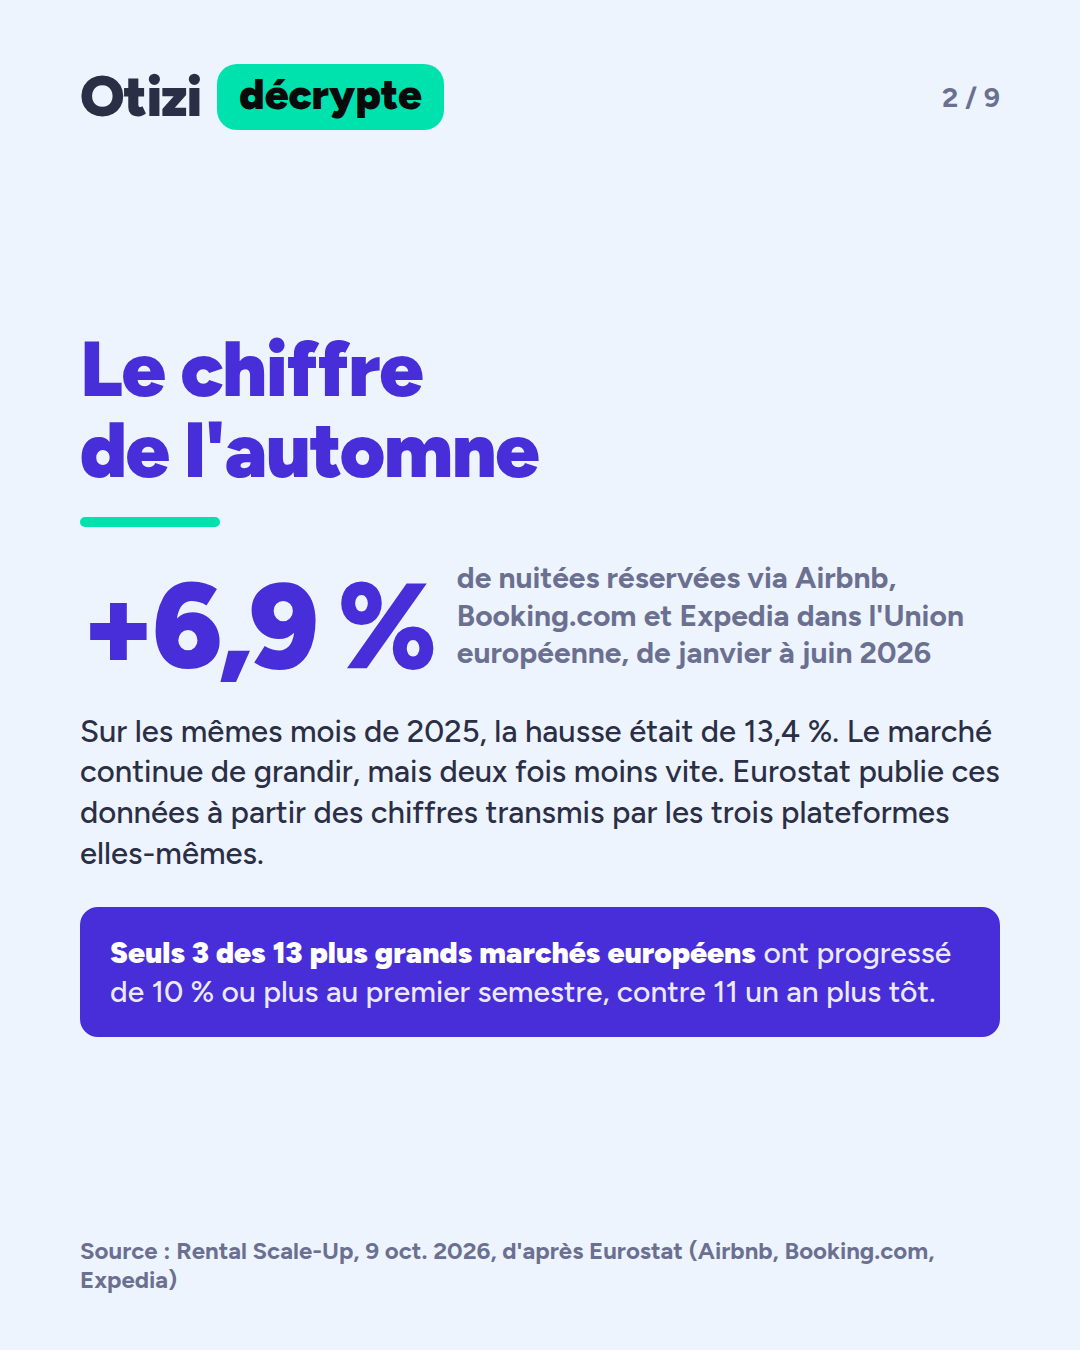 Otizi décrypte
2 / 9
Le chiffre
de l'automne
+6,9 %
de nuitées réservées via Airbnb,
Booking.com et Expedia dans l'Union
européenne, de janvier à juin 2026
Sur les mêmes mois de 2025, la hausse était de 13,4 %. Le marché
continue de grandir, mais deux fois moins vite. Eurostat publie ces
données à partir des chiffres transmis par les trois plateformes
elles-mêmes.
Seuls 3 des 13 plus grands marchés européens ont progressé
de 10 % ou plus au premier semestre, contre 11 un an plus tôt.
Source : Rental Scale-Up, 9 oct. 2026, d'après Eurostat (Airbnb, Booking.com,
Expedia)